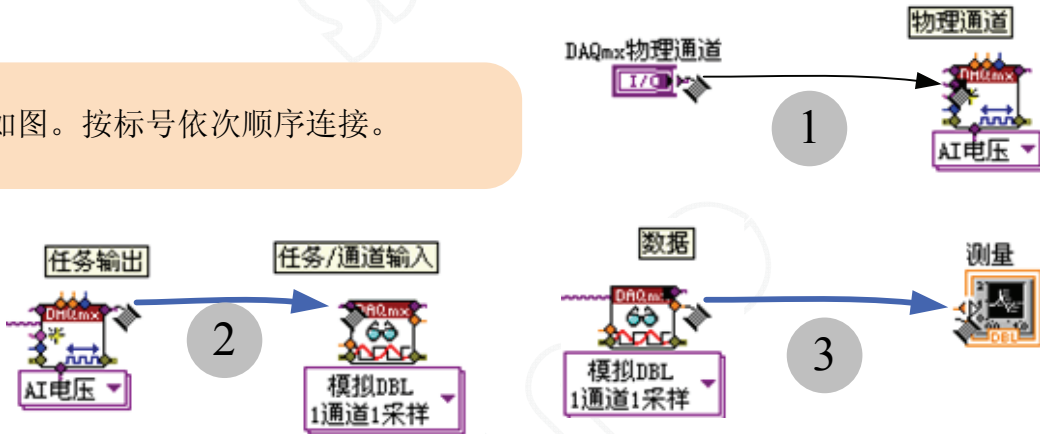 物理通道
DAQmx物理通道
I/O
DAQmx
1
如图。按标号依次顺序连接。
AI电压
任务输出
任务/通道输入
数据
测量
DAQmx
DAQmx
DAQmx
2
3
DBL
AI电压
模拟DBL
1通道1采样
模拟DBL
1通道1采样